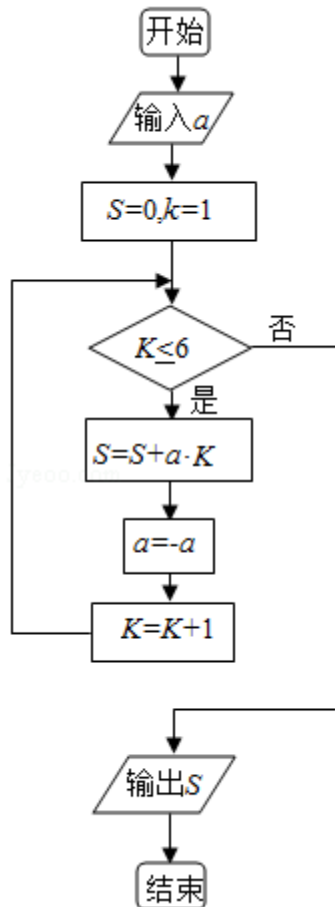 开始
输入a
S=0,k=1
K≤6
否
是
S=S+a·K
a=-a
K=K+1
输出S
结束